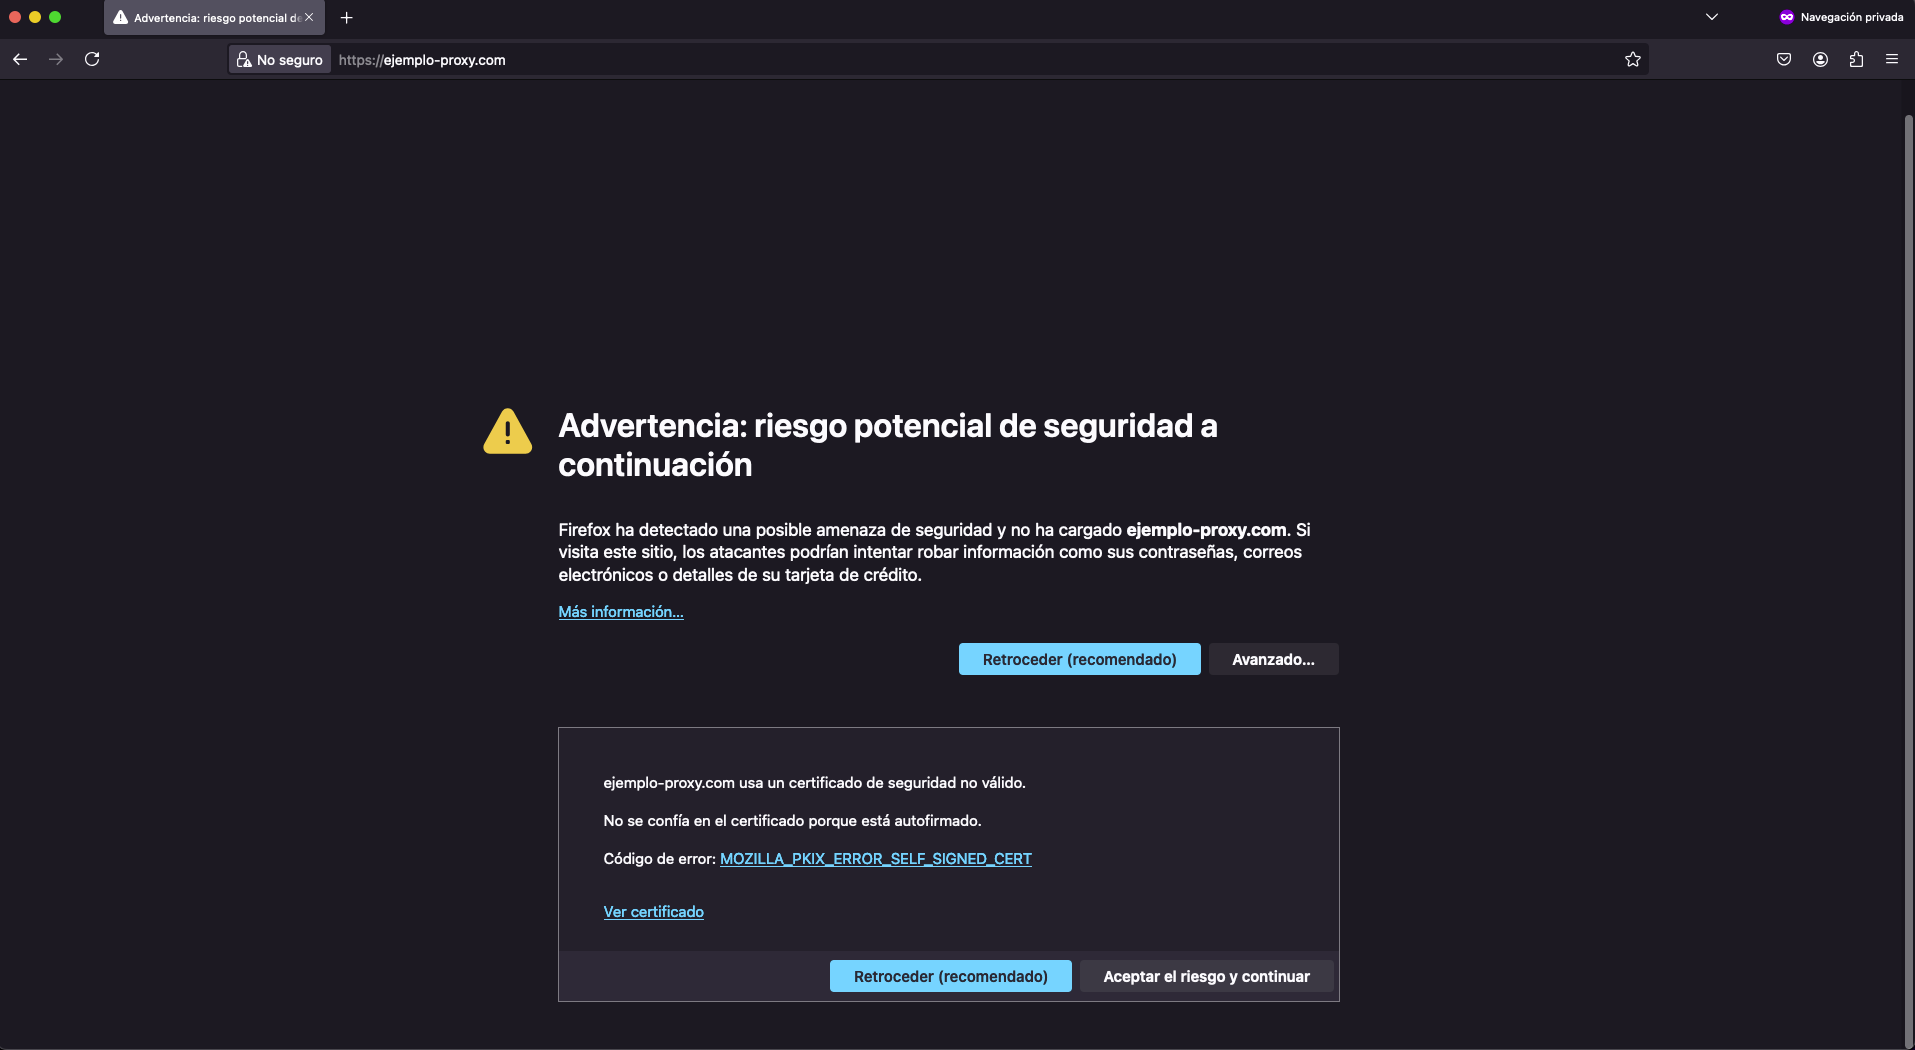 Advertencia: riesgo potencial de
Navegación privada
No seguro
https://ejemplo-proxy.com
Advertencia: riesgo potencial de seguridad a
continuación
Firefox ha detectado una posible amenaza de seguridad y no ha cargado ejemplo-proxy.com. Si
visita este sitio, los atacantes podrían intentar robar información como sus contraseñas, correos
electrónicos o detalles de su tarjeta de crédito.
Más información...
Retroceder (recomendado)
Avanzado...
ejemplo-proxy.com usa un certificado de seguridad no válido.
No se confía en el certificado porque está autofirmado.
Código de error: MOZILLA_PKIX_ERROR_SELF_SIGNED_CERT
Ver certificado
Retroceder (recomendado)
Aceptar el riesgo y continuar